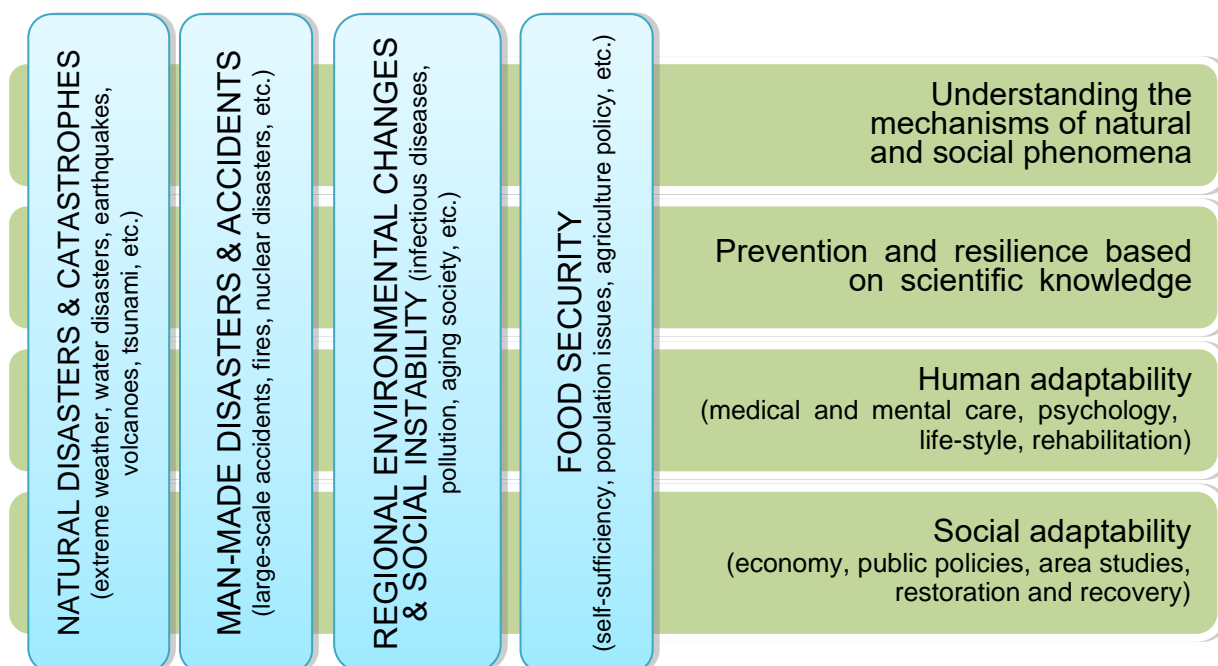 NATURAL DISASTERS & CATASTROPHES
(extreme weather, water disasters, earthquakes,
volcanoes, tsunami, etc.)
MAN-MADE DISASTERS & ACCIDENTS
(large-scale accidents, fires, nuclear disasters, etc.)
REGIONAL ENVIRONMENTAL CHANGES
& SOCIAL INSTABILITY (infectious diseases,
pollution, aging society, etc.)
FOOD SECURITY
(self-sufficiency, population issues, agriculture policy, etc.)
Understanding the
mechanisms of natural
and social phenomena
Prevention and resilience based
on scientific knowledge
Human adaptability
(medical and mental care, psychology,
life-style, rehabilitation)
Social adaptability
(economy, public policies, area studies,
restoration and recovery)